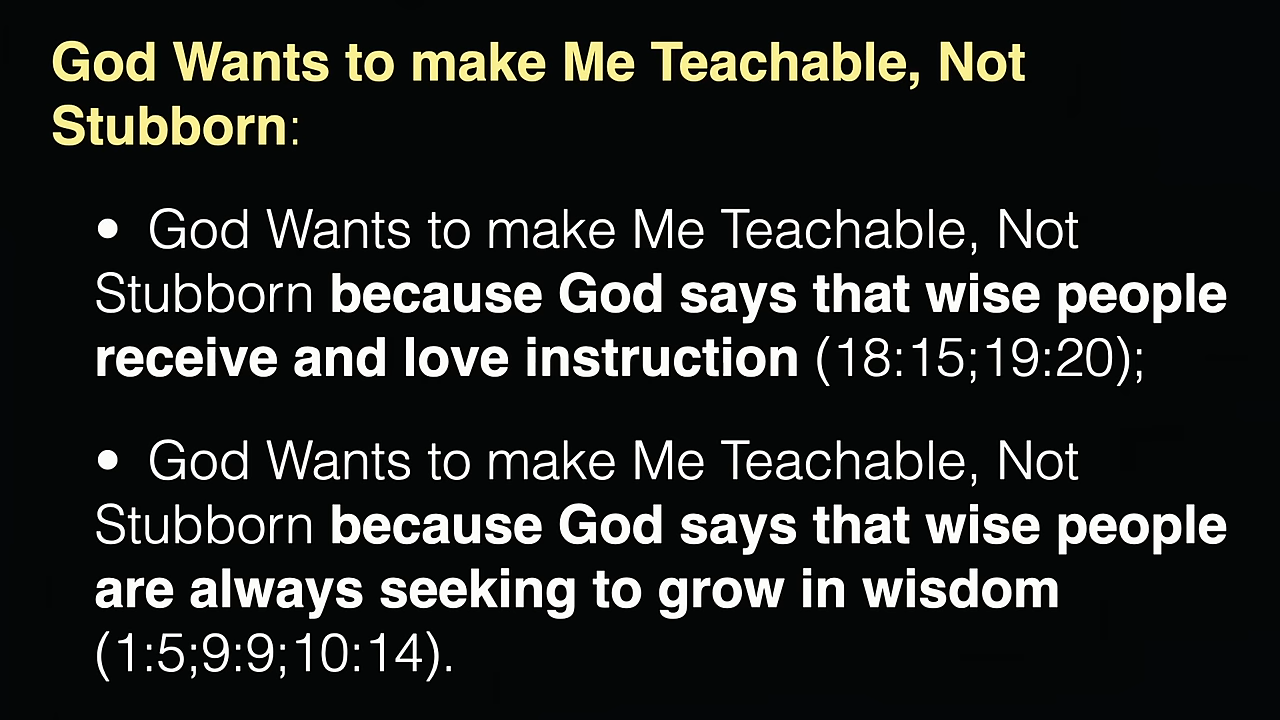 God Wants to make Me Teachable, Not
Stubborn:
• God Wants to make Me Teachable, Not
Stubborn because God says that wise people
receive and love instruction (18:15;19:20);
• God Wants to make Me Teachable, Not
Stubborn because God says that wise people
are always seeking to grow in wisdom
(1:5;9:9;10:14).